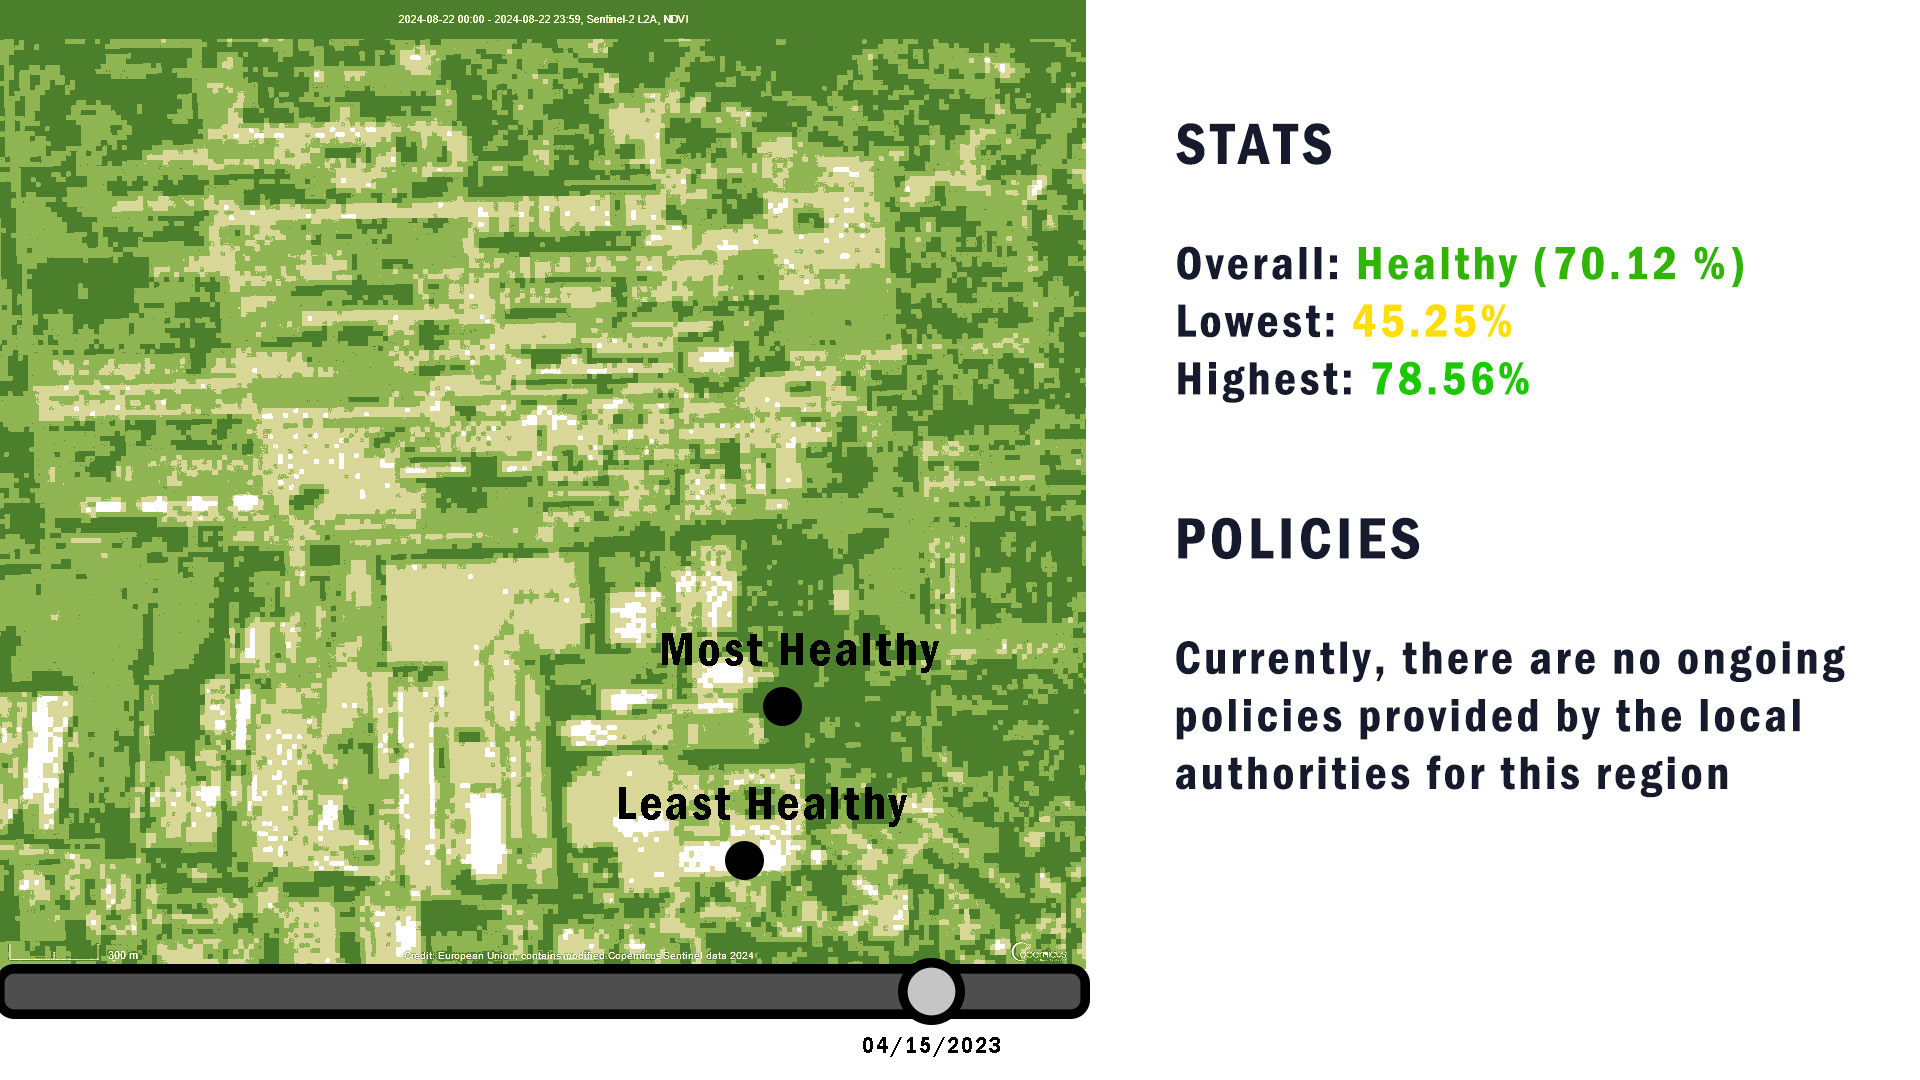 2024-08-22 00:00 - 2024-08-22 23:59, Sentinel-2 L2A, NDVI
STATS
Overall: Healthy (70.12 %)
Lowest: 45.25%
Highest: 78.56%
POLICIES
Currently, there are no ongoing
policies provided by the local
authorities for this region
Most Healthy
Least Healthy
300 m
Credit: European Union, contains modified Copernicus Sentinel data 2024
Copernicus
04/15/2023